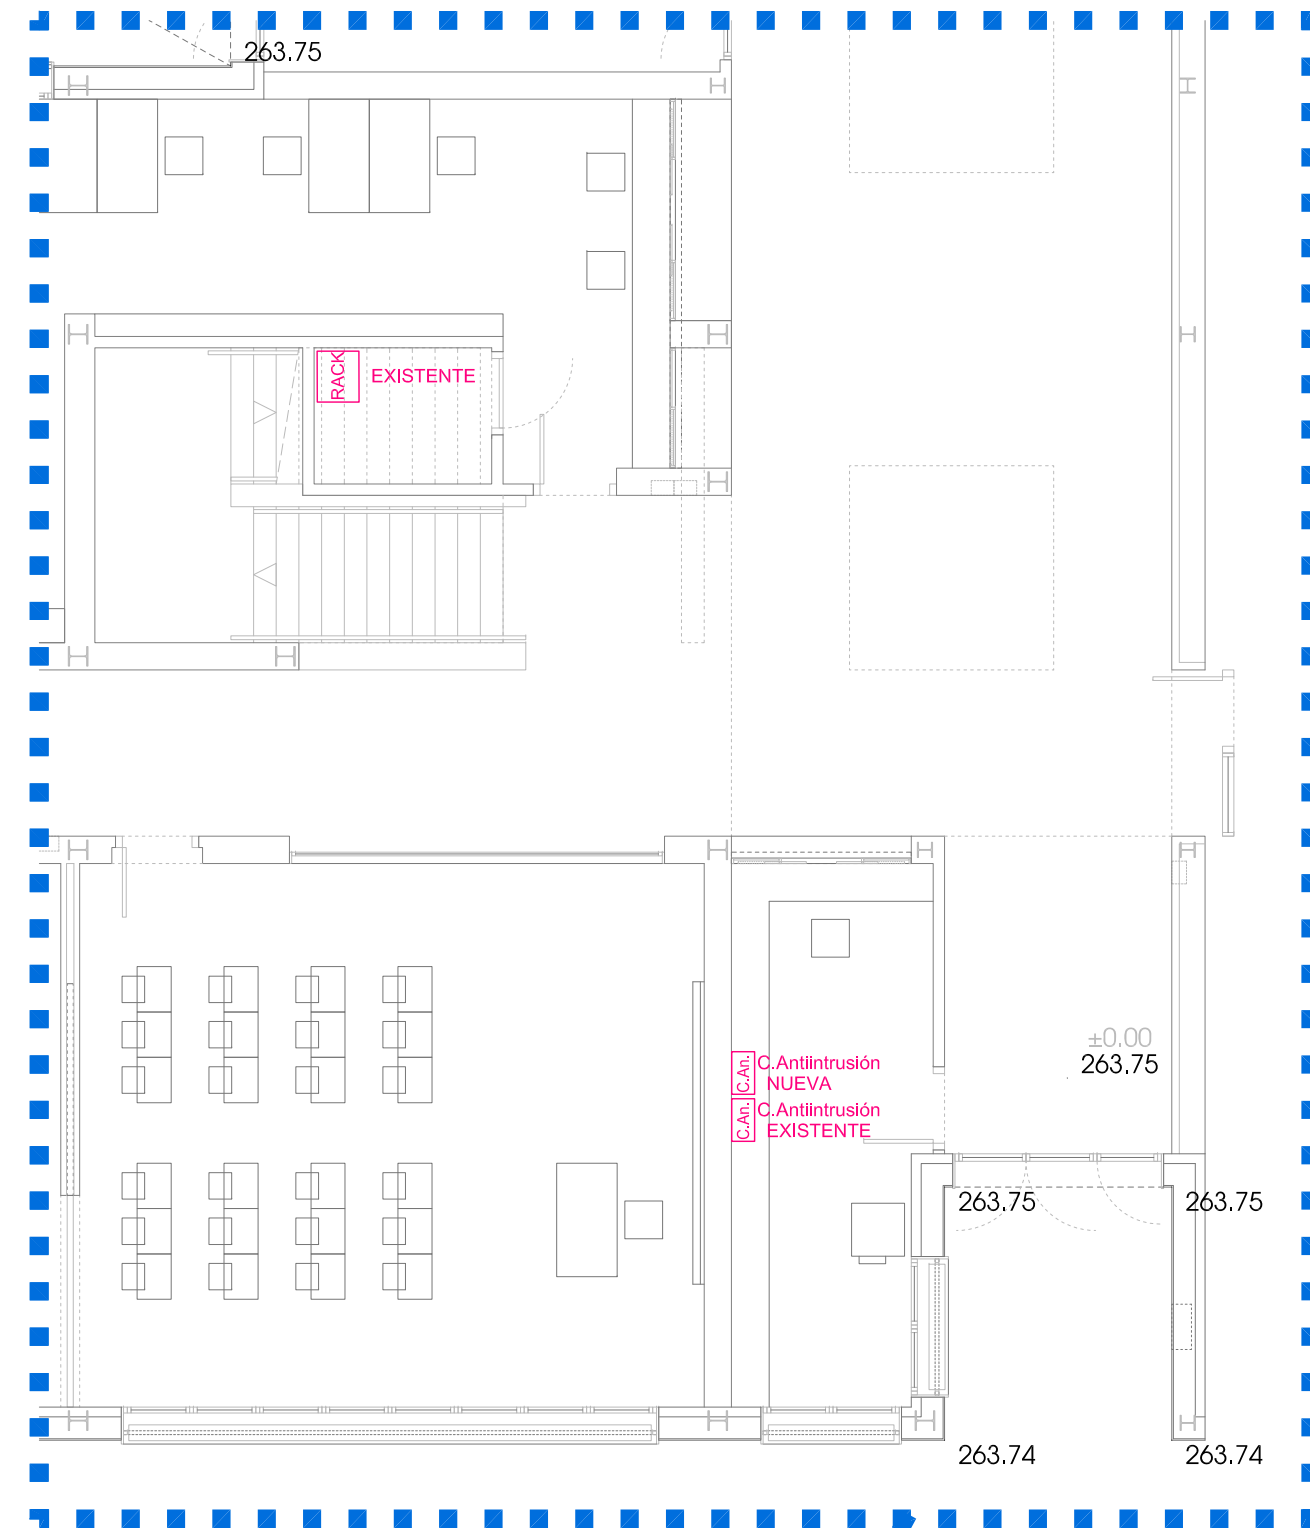 263.75
RACK
EXISTENTE
±0.00
263.75
C.An.
C.Antiintrusión
NUEVA
C.An.
C.Antiintrusión
EXISTENTE
263.75
263.75
263.74
263.74